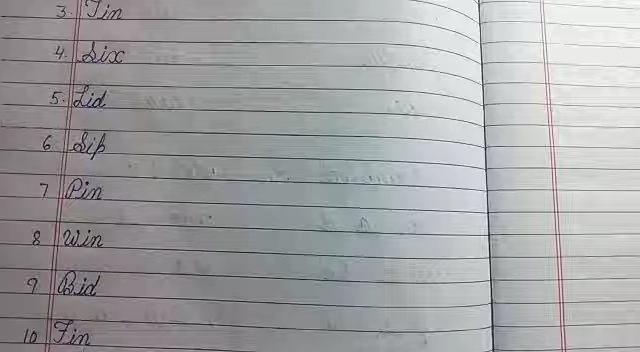 3. Tin
4. Six
5. Lid
6 Sip
7 Pin
8 Win
9 Bid
10 Fin